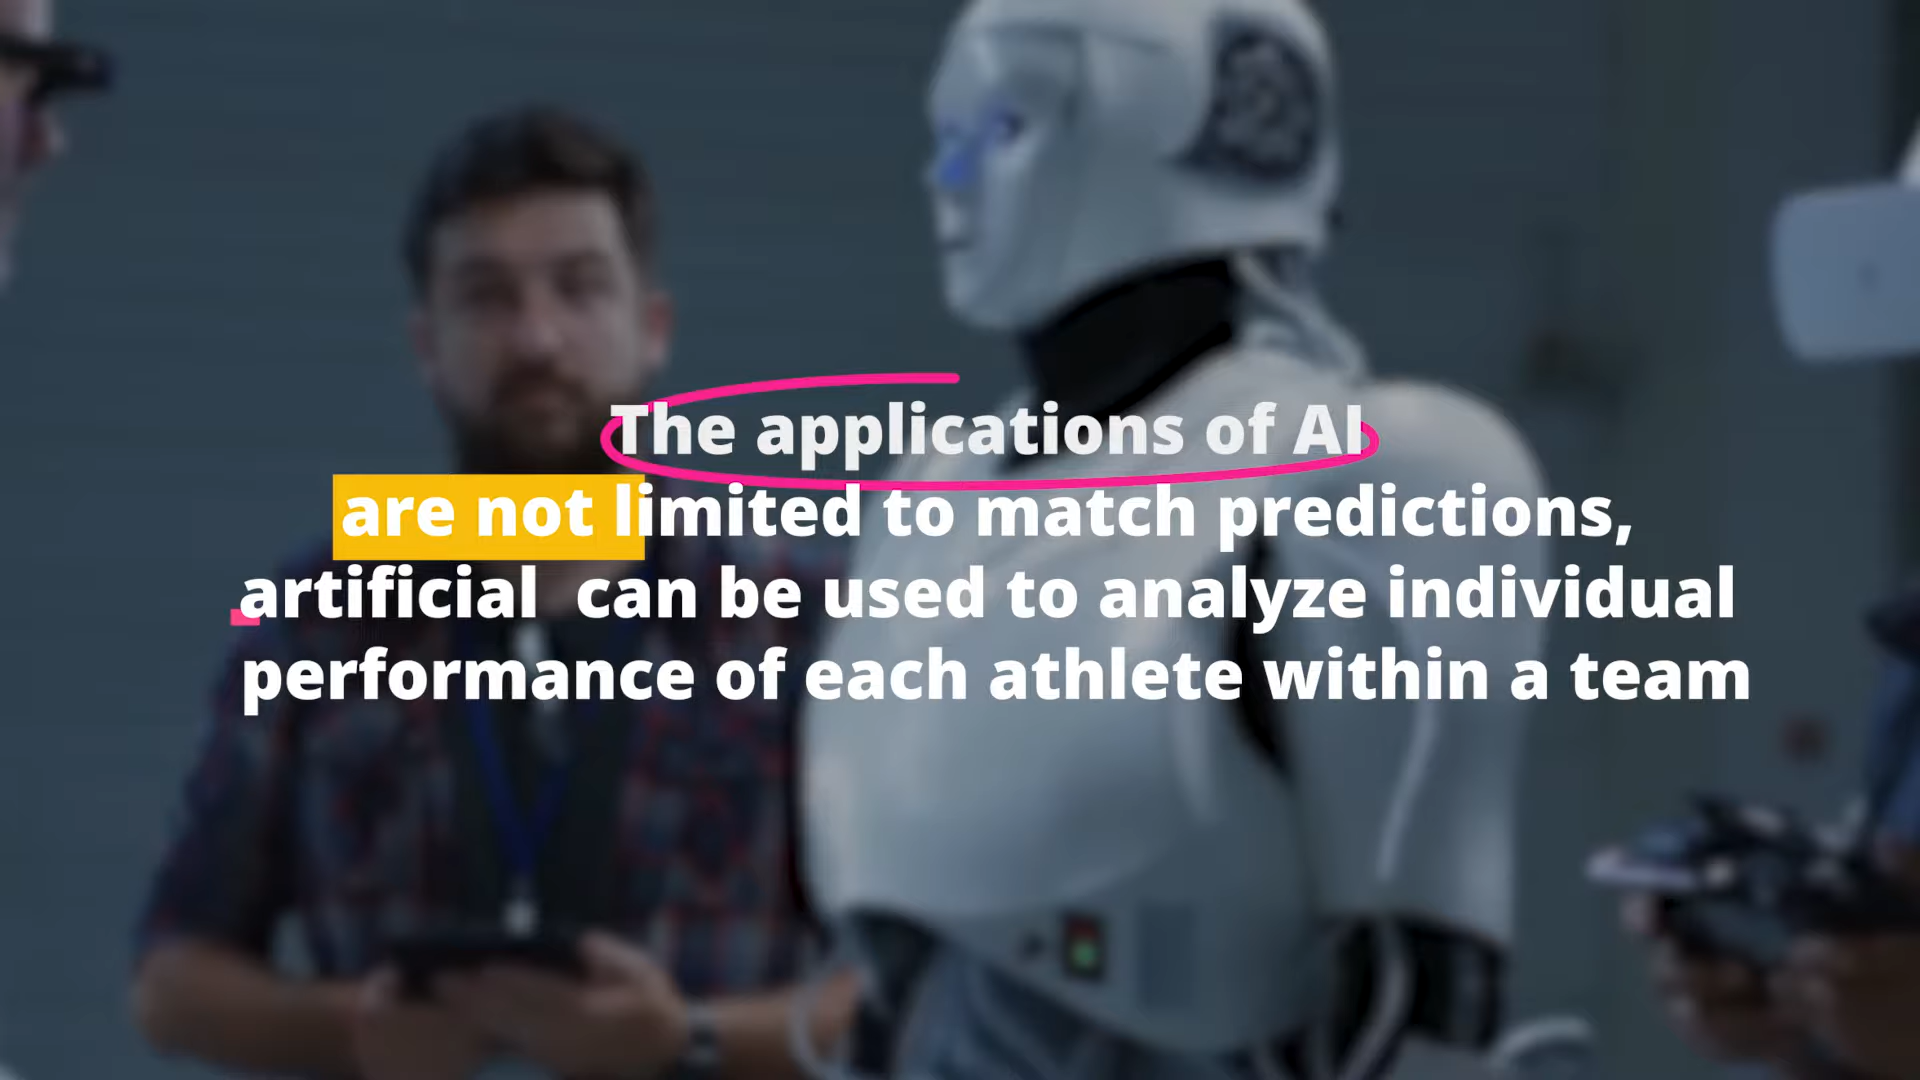 The applications of AI
are not limited to match predictions,
artificial  can be used to analyze individual
performance of each athlete within a team